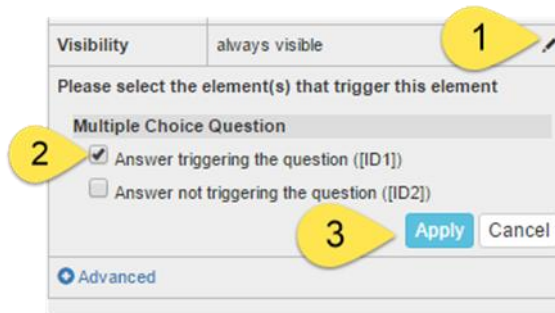 Visibility always visible 1
Please select the element(s) that trigger this element
Multiple Choice Question
2 Answer triggering the question ([ID1])
Answer not triggering the question ([ID2])
3 Apply Cancel
Advanced